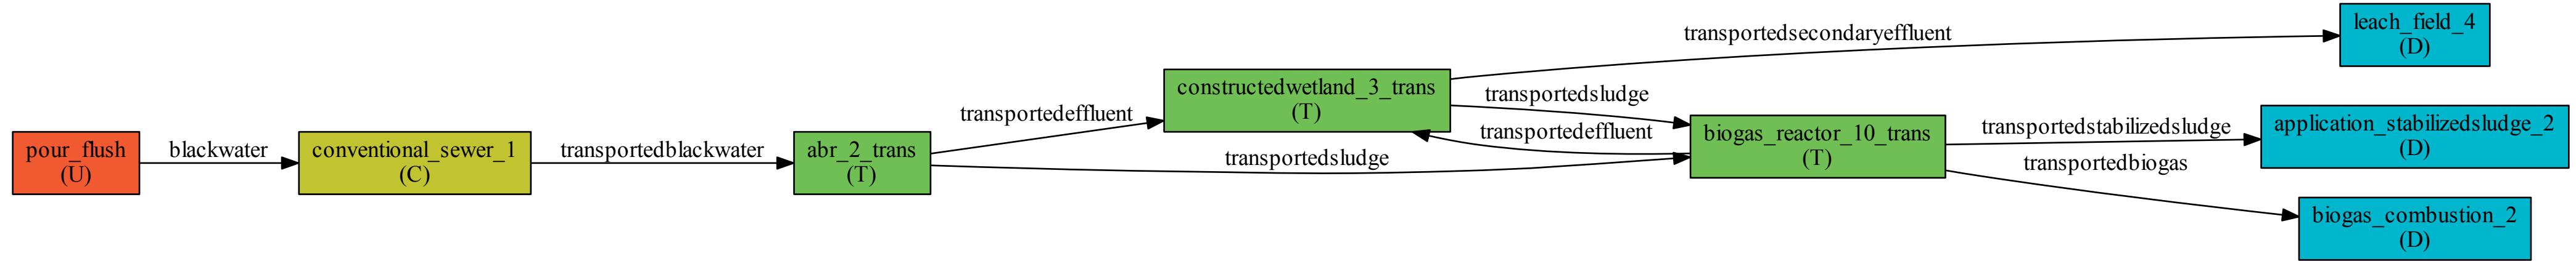 pour_flush
(U)
blackwater
conventional_sewer_1
(C)
transportedblackwater
abr_2_trans
(T)
transportedeffluent
transportedsludge
constructedwetland_3_trans
(T)
transportedsecondaryeffluent
transportedsludge
transportedeffluent
biogas_reactor_10_trans
(T)
transportedstabilizedsludge
transportedbiogas
leach_field_4
(D)
application_stabilizedsludge_2
(D)
biogas_combustion_2
(D)